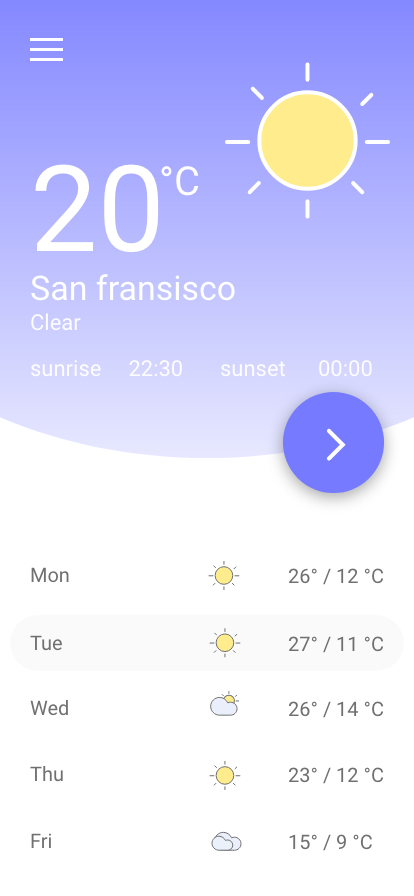 20°C
San fransisco
Clear
sunrise 22:30 sunset 00:00
Mon 26° / 12 °C
Tue 27° / 11 °C
Wed 26° / 14 °C
Thu 23° / 12 °C
Fri 15° / 9 °C